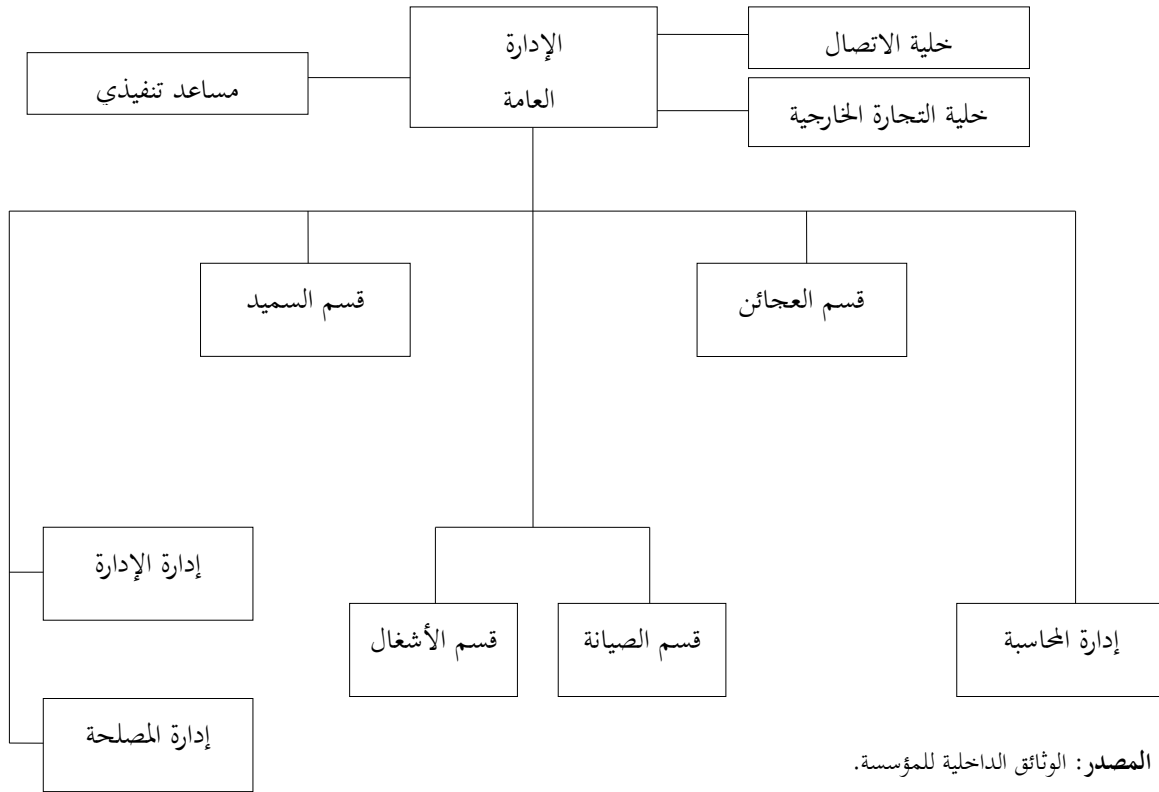 الإدارة
العامة
خلية الاتصال
خلية التجارة الخارجية
مساعد تنفيذي
قسم العجائن
قسم السميد
إدارة الإدارة
إدارة المحاسبة
قسم الصيانة
قسم الأشغال
إدارة المصلحة
المصدر: الوثائق الداخلية للمؤسسة.